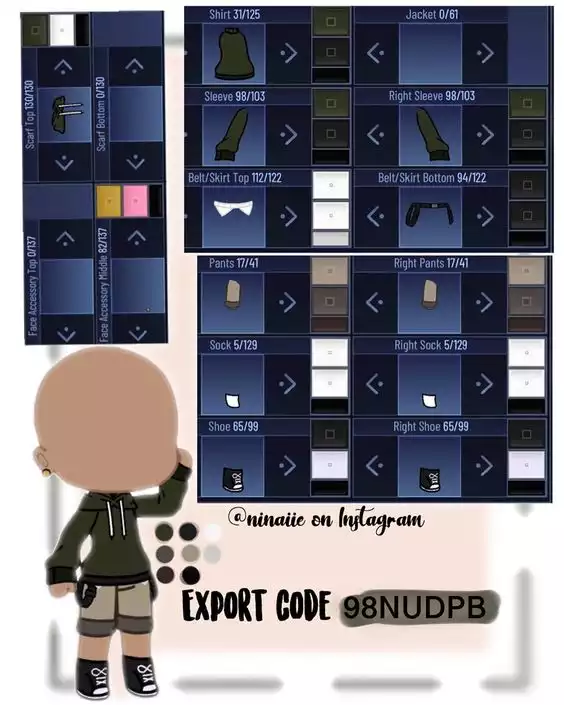 Scarf Top 130/130
Scarf Bottom 0/130
Face Accessory Top 0/137
Face Accessory Middle 82/137
Shirt 31/125
Jacket 0/61
Sleeve 98/103
Right Sleeve 98/103
Belt/Skirt Top 112/122
Belt/Skirt Bottom 94/122
Pants 17/41
Right Pants 17/41
Sock 5/129
Right Sock 5/129
Shoe 65/99
Right Shoe 65/99
@ninaiie on Instagram
EXPORT CODE 98NUDPB